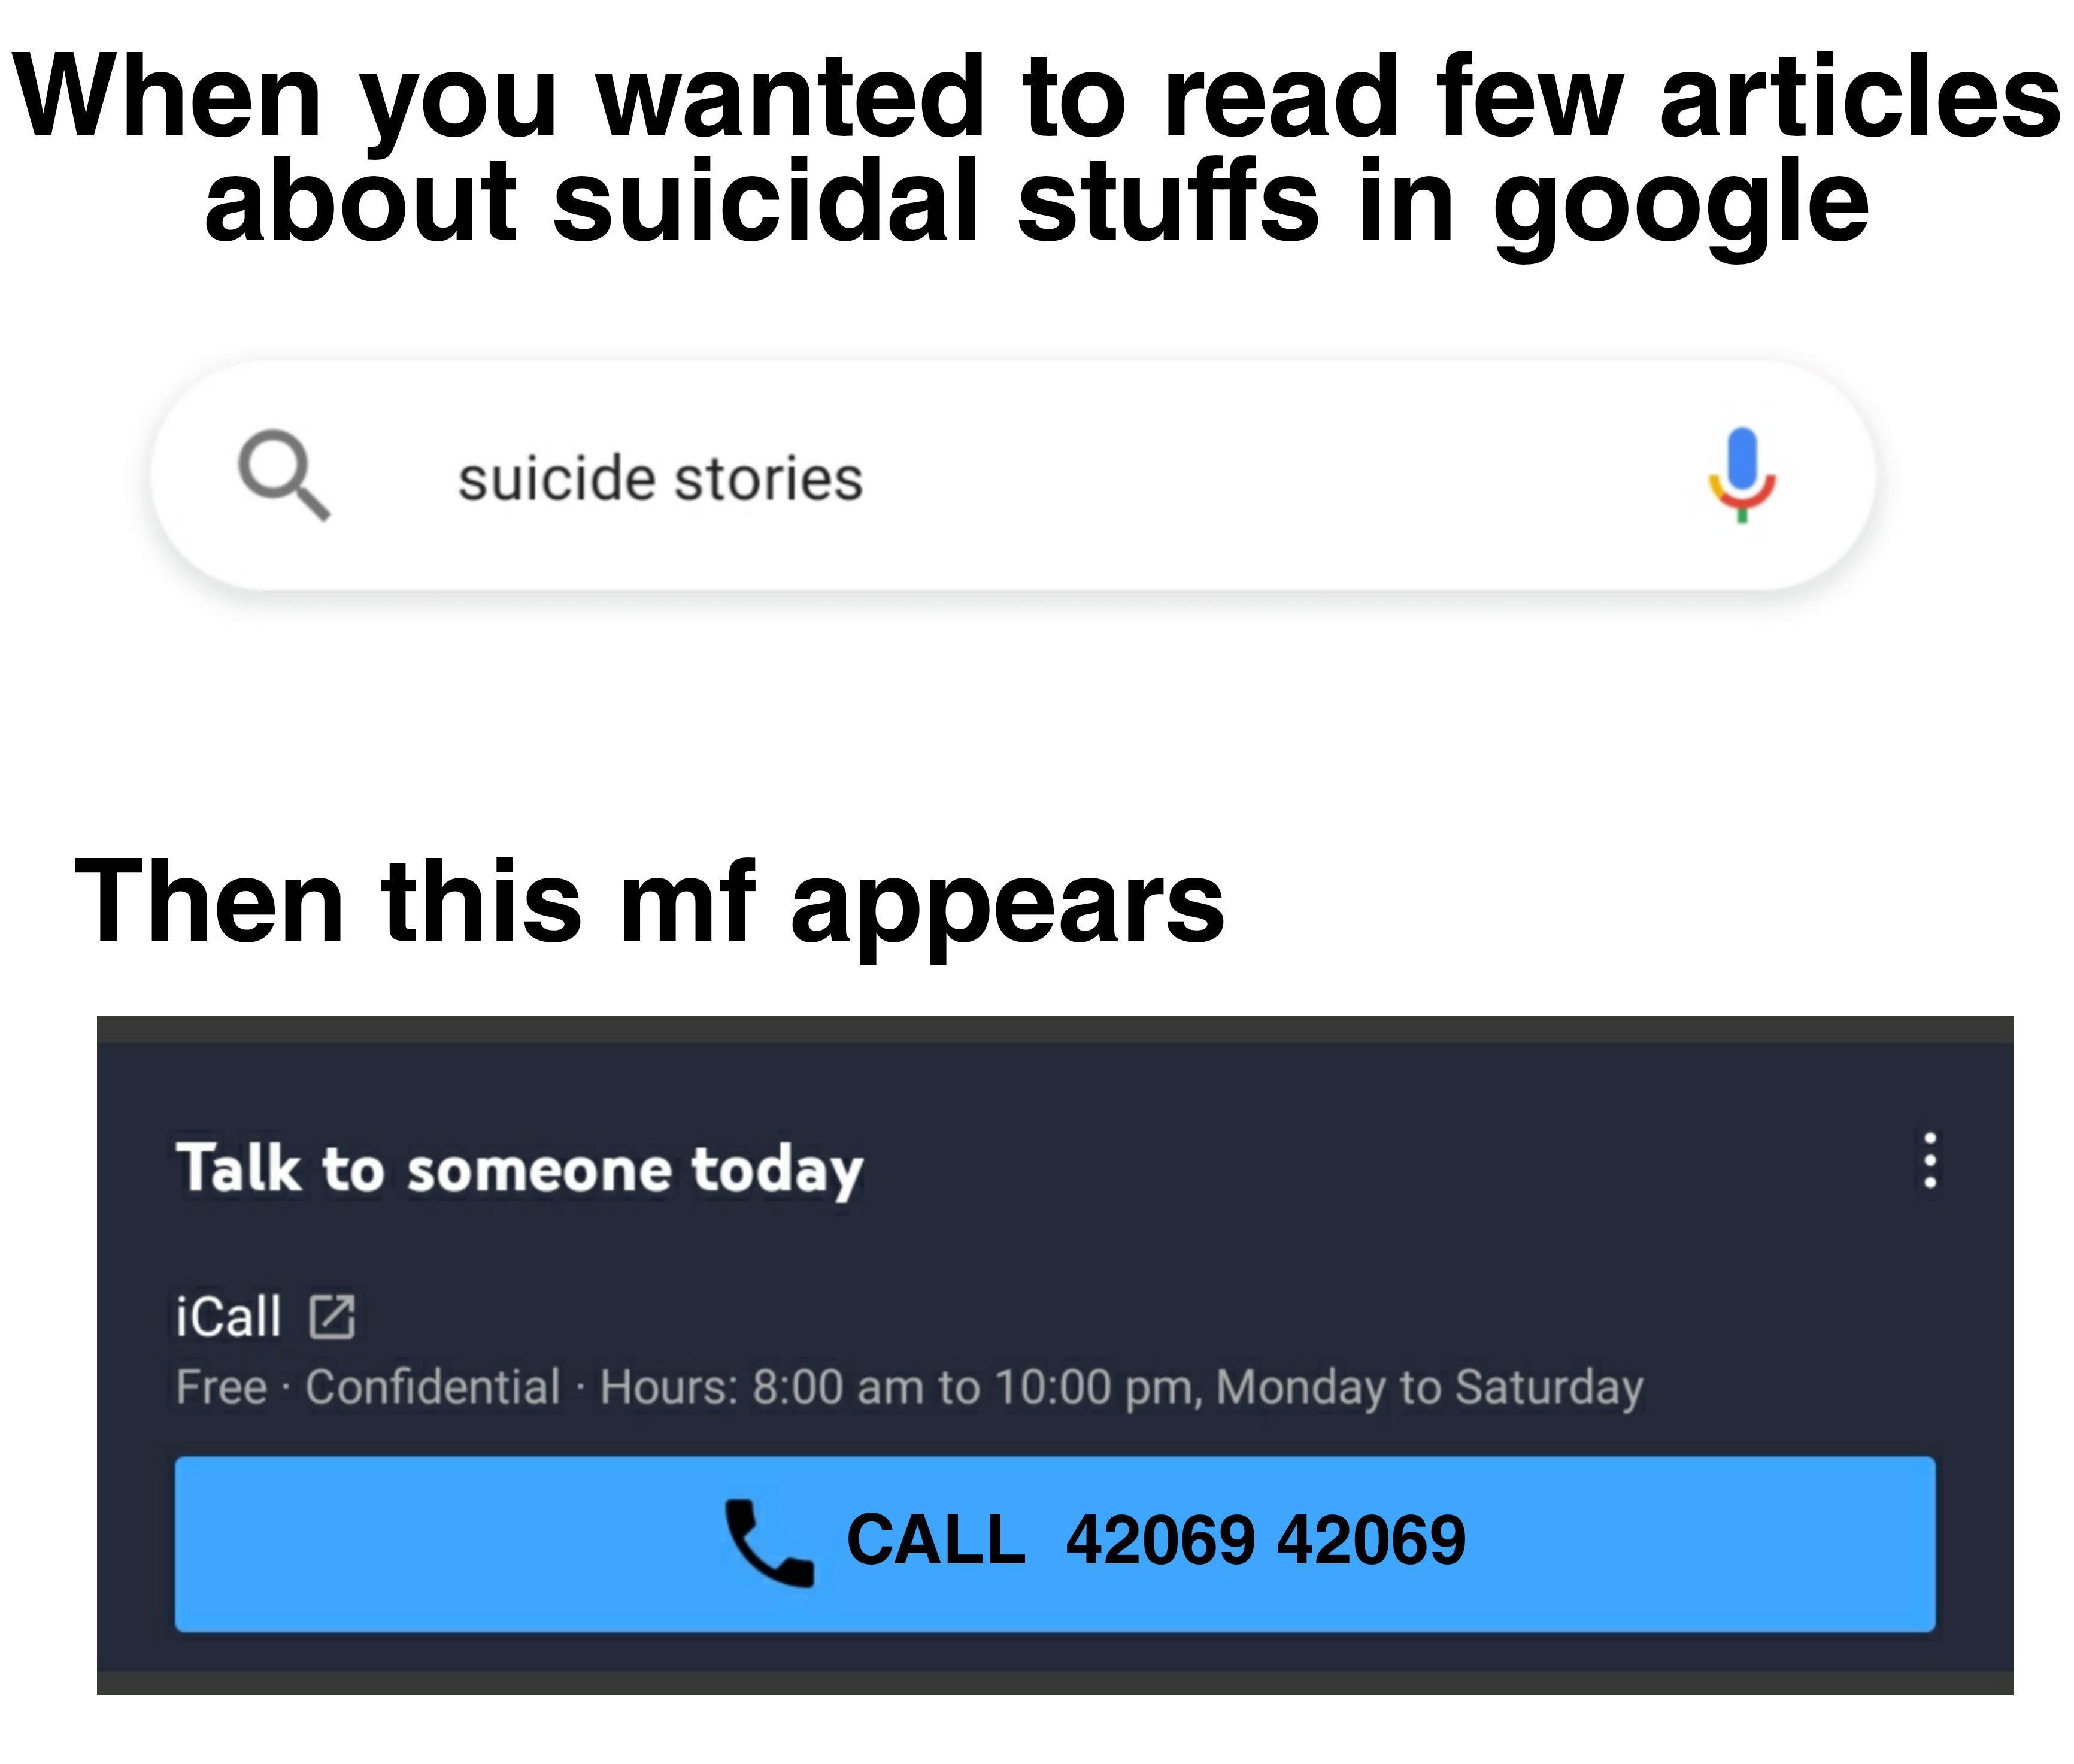 When you wanted to read few articles
about suicidal stuffs in google
suicide stories
Then this mf appears
Talk to someone today
iCall
Free · Confidential · Hours: 8:00 am to 10:00 pm, Monday to Saturday
CALL 42069 42069